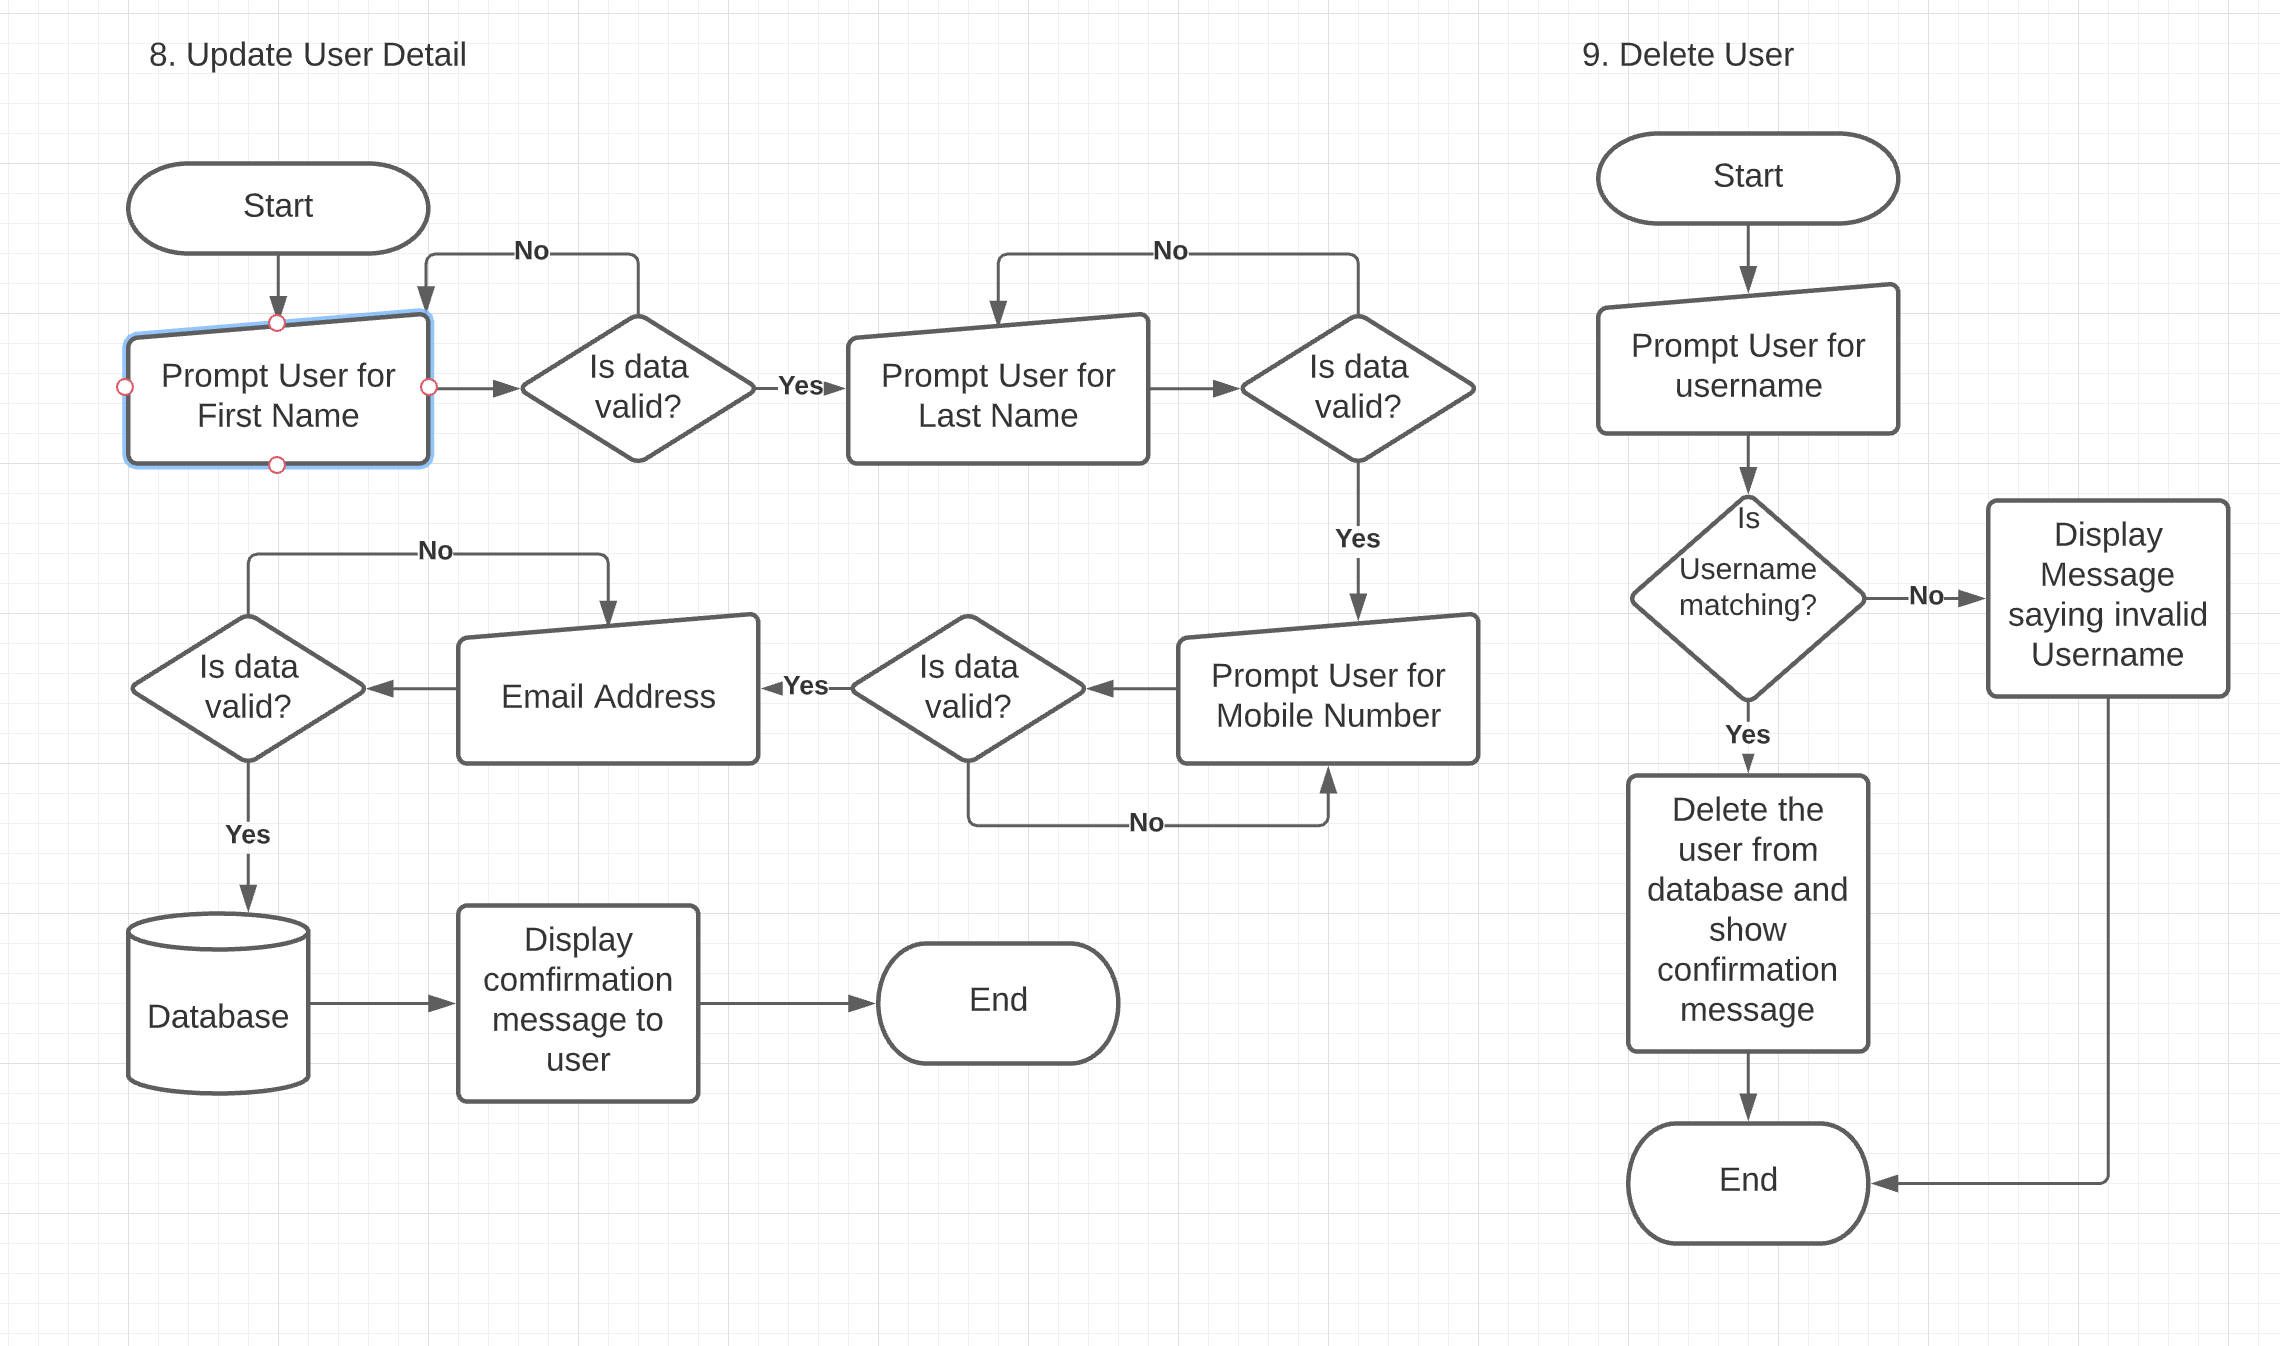 8. Update User Detail
Start
No
Prompt User for
First Name
Is data
valid?
Yes
No
Prompt User for
Last Name
Is data
valid?
Yes
Prompt User for
Mobile Number
Is data
valid?
No
Yes
Email Address
No
Is data
valid?
Yes
Database
Display
comfirmation
message to
user
End
9. Delete User
Start
Prompt User for
username
Is
Username
matching?
No
Display
Message
saying invalid
Username
Yes
Delete the
user from
database and
show
confirmation
message
End